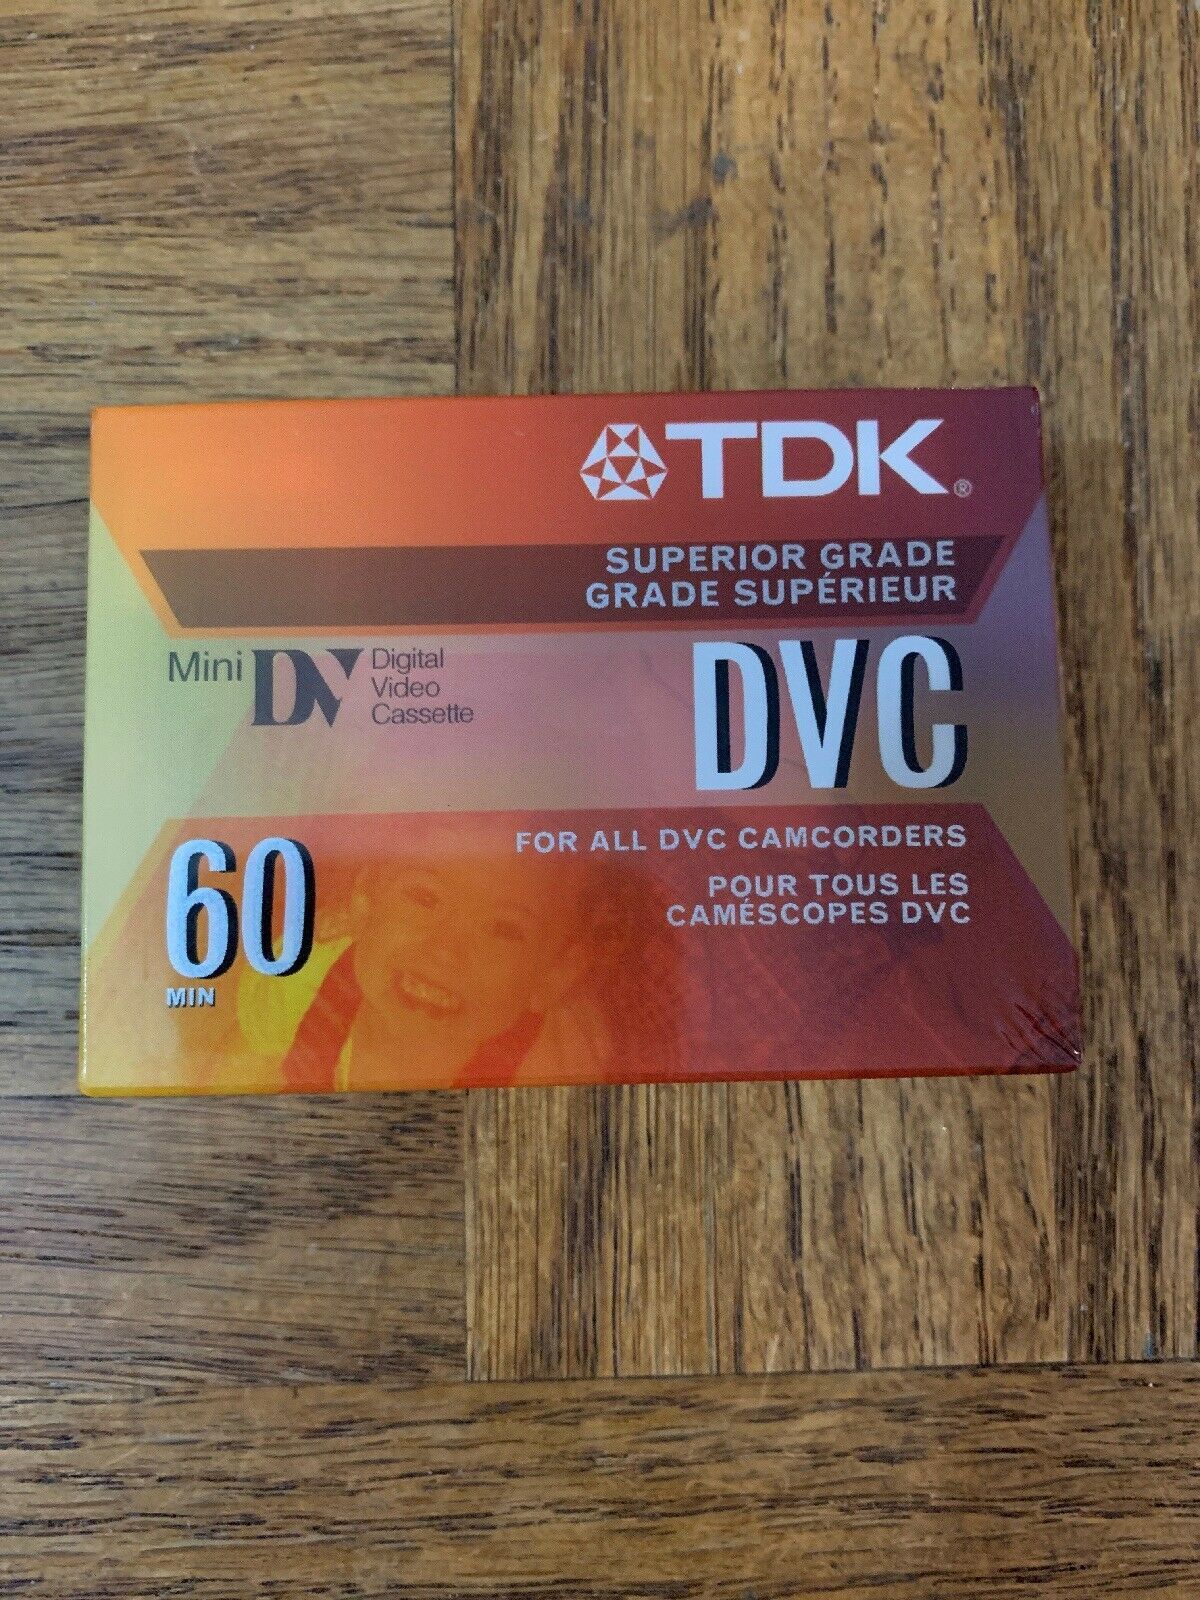 TDK®
SUPERIOR GRADE
GRADE SUPÉRIEUR
Mini DV Digital
Video
Cassette
DVC
60
MIN
FOR ALL DVC CAMCORDERS
POUR TOUS LES
CAMÉSCOPES DVC